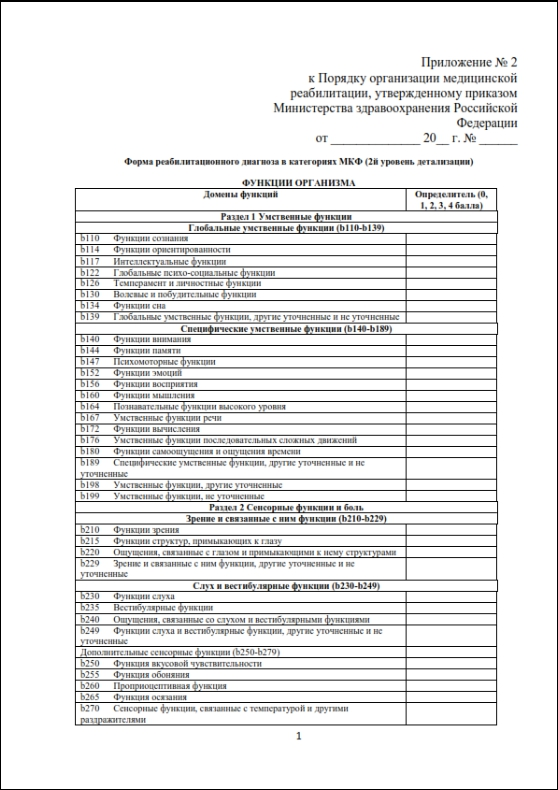 Приложение № 2
к Порядку организации медицинской
реабилитации, утвержденному приказом
Министерства здравоохранения Российской
Федерации
от ______________ 20__ г. № ______
Форма реабилитационного диагноза в категориях МКФ (2й уровень детализации)
ФУНКЦИИ ОРГАНИЗМА
Домены функций Определитель (0,
1, 2, 3, 4 балла)
Раздел 1 Умственные функции
Глобальные умственные функции (b110-b139)
b110 Функции сознания
b114 Функции ориентированности
b117 Интеллектуальные функции
b122 Глобальные психо-социальные функции
b126 Темперамент и личностные функции
b130 Волевые и побудительные функции
b134 Функции сна
b139 Глобальные умственные функции, другие уточненные и не уточненные
Специфические умственные функции (b140-b189)
b140 Функции внимания
b144 Функции памяти
b147 Психомоторные функции
b152 Функции эмоций
b156 Функции восприятия
b160 Функции мышления
b164 Познавательные функции высокого уровня
b167 Умственные функции речи
b172 Функции вычисления
b176 Умственные функции последовательных сложных движений
b180 Функции самоощущения и ощущения времени
b189 Специфические умственные функции, другие уточненные и не
уточненные
b198 Умственные функции, другие уточненные
b199 Умственные функции, не уточненные
Раздел 2 Сенсорные функции и боль
Зрение и связанные с ним функции (b210-b229)
b210 Функции зрения
b215 Функции структур, примыкающих к глазу
b220 Ощущения, связанные с глазом и примыкающими к нему структурами
b229 Зрение и связанные с ним функции, другие уточненные и не
уточненные
Слух и вестибулярные функции (b230-b249)
b230 Функции слуха
b235 Вестибулярные функции
b240 Ощущения, связанные со слухом и вестибулярными функциями
b249 Функции слуха и вестибулярные функции, другие уточненные и не
уточненные
Дополнительные сенсорные функции (b250-b279)
b250 Функция вкусовой чувствительности
b255 Функция обоняния
b260 Проприоцептивная функция
b265 Функция осязания
b270 Сенсорные функции, связанные с температурой и другими
раздражителями
1